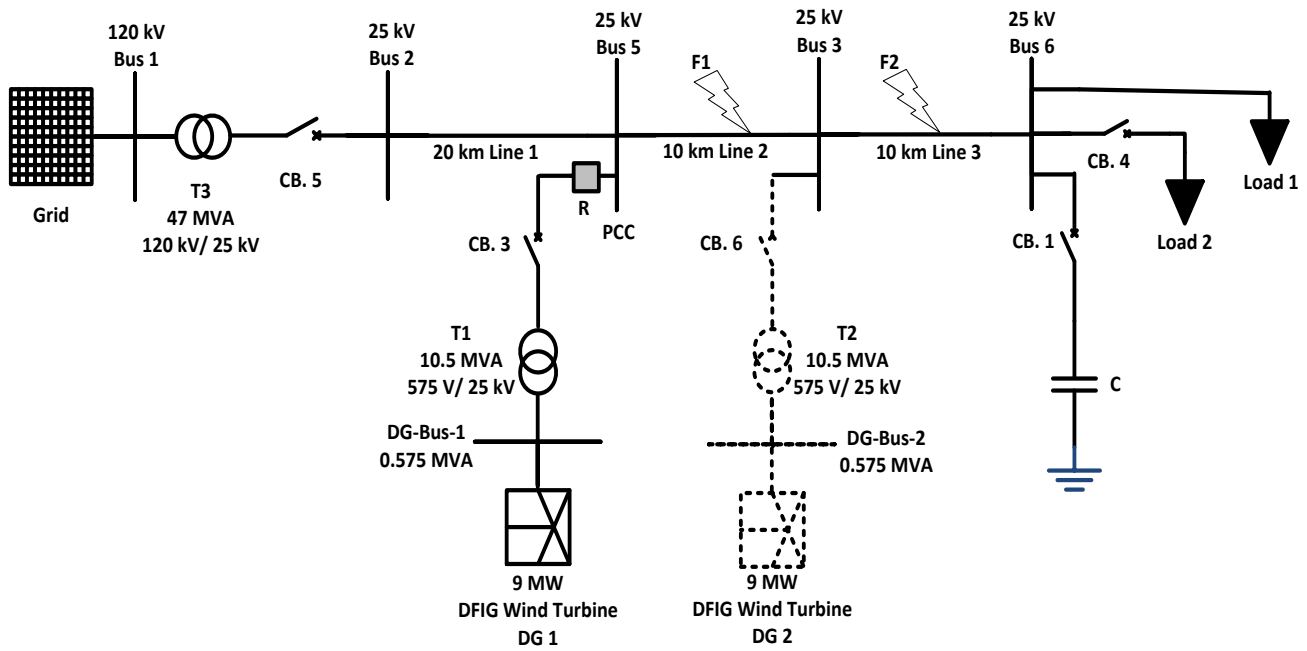 120 kV
Bus 1
25 kV
Bus 2
25 kV
Bus 5
25 kV
Bus 3
25 kV
Bus 6
F1
F2
20 km Line 1
10 km Line 2
10 km Line 3
CB. 5
CB. 4
Grid
T3
47 MVA
120 kV/ 25 kV
R
PCC
CB. 3
CB. 6
CB. 1
Load 1
Load 2
T1
10.5 MVA
575 V/ 25 kV
T2
10.5 MVA
575 V/ 25 kV
C
DG-Bus-1
0.575 MVA
DG-Bus-2
0.575 MVA
9 MW
DFIG Wind Turbine
DG 1
9 MW
DFIG Wind Turbine
DG 2